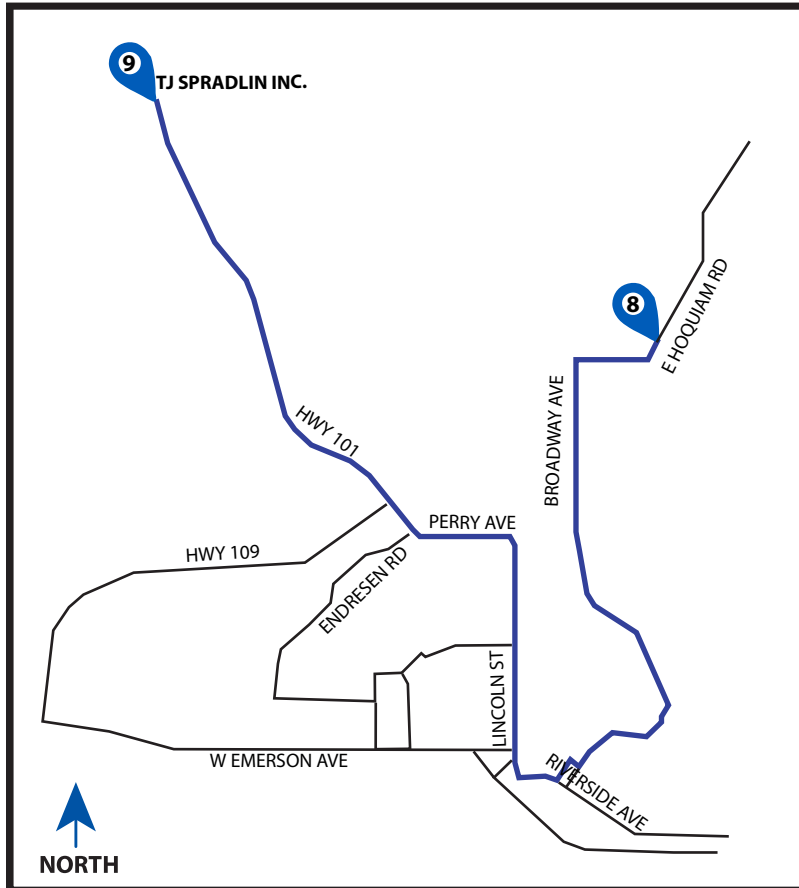 9
TJ SPRADLIN INC.
8
E HOQUIAM RD
BROADWAY AVE
HWY 101
PERRY AVE
HWY 109
ENDRESEN RD
LINCOLN ST
W EMERSON AVE
RIVERSIDE AVE
NORTH